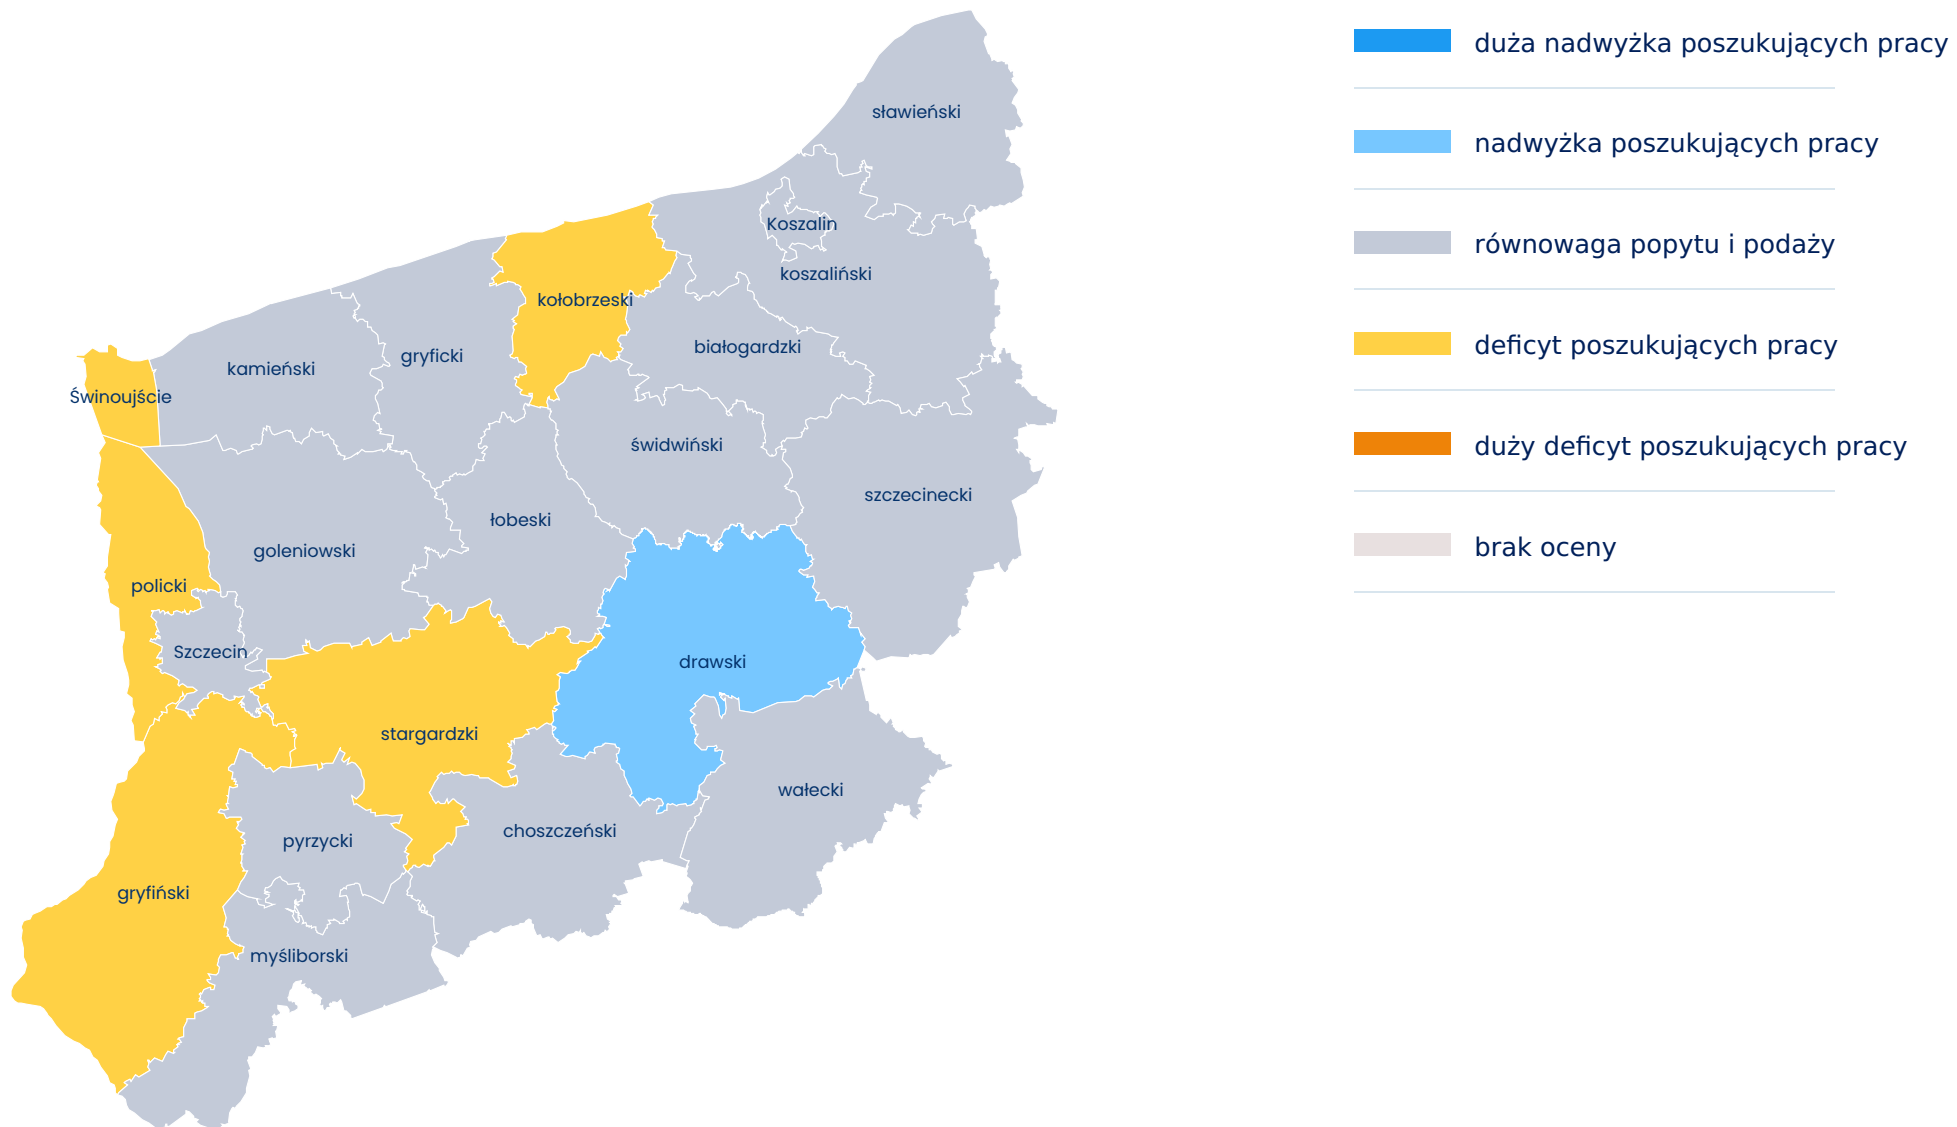 sławieński
Koszalin
koszaliński
kołobrzeski
białogardzki
gryficki
kamieński
Świnoujście
świdwiński
szczecinecki
łobeski
goleniowski
policki
Szczecin
drawski
stargardzki
wałecki
choszczeński
pyrzycki
gryfiński
myśliborski
duża nadwyżka poszukujących pracy
nadwyżka poszukujących pracy
równowaga popytu i podaży
deficyt poszukujących pracy
duży deficyt poszukujących pracy
brak oceny